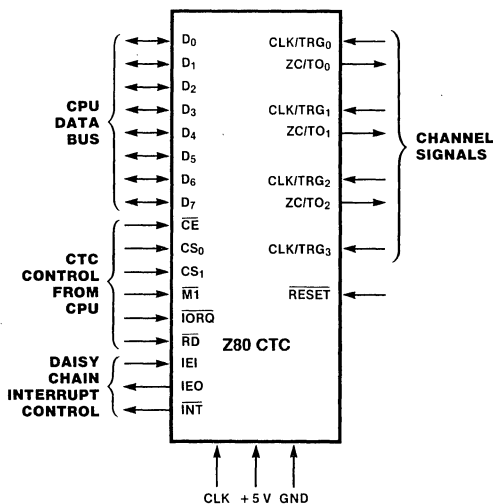 CPU
DATA
BUS
CTC
CONTROL
FROM
CPU
DAISY
CHAIN
INTERRUPT
CONTROL
D0
D1
D2
D3
D4
D5
D6
D7
CE
CS0
CS1
M1
IORQ
RD
IEI
IEO
INT
Z80 CTC
CLK/TRG0
ZC/TO0
CLK/TRG1
ZC/TO1
CLK/TRG2
ZC/TO2
CLK/TRG3
RESET
CHANNEL
SIGNALS
CLK +5 V GND